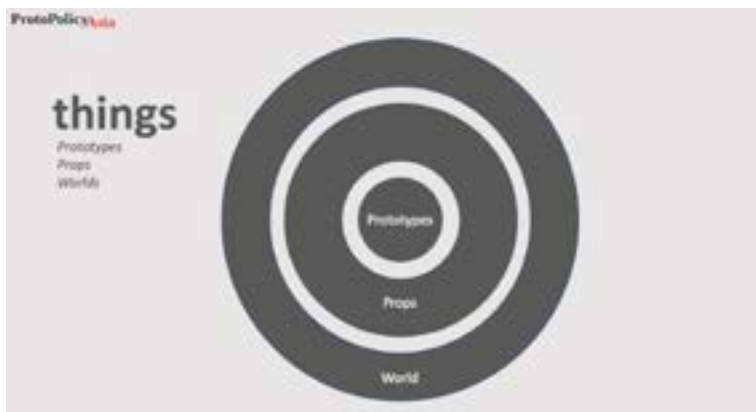 ProtoPolicyAsia
things
Prototypes
Props
Worlds
Prototypes
Props
World